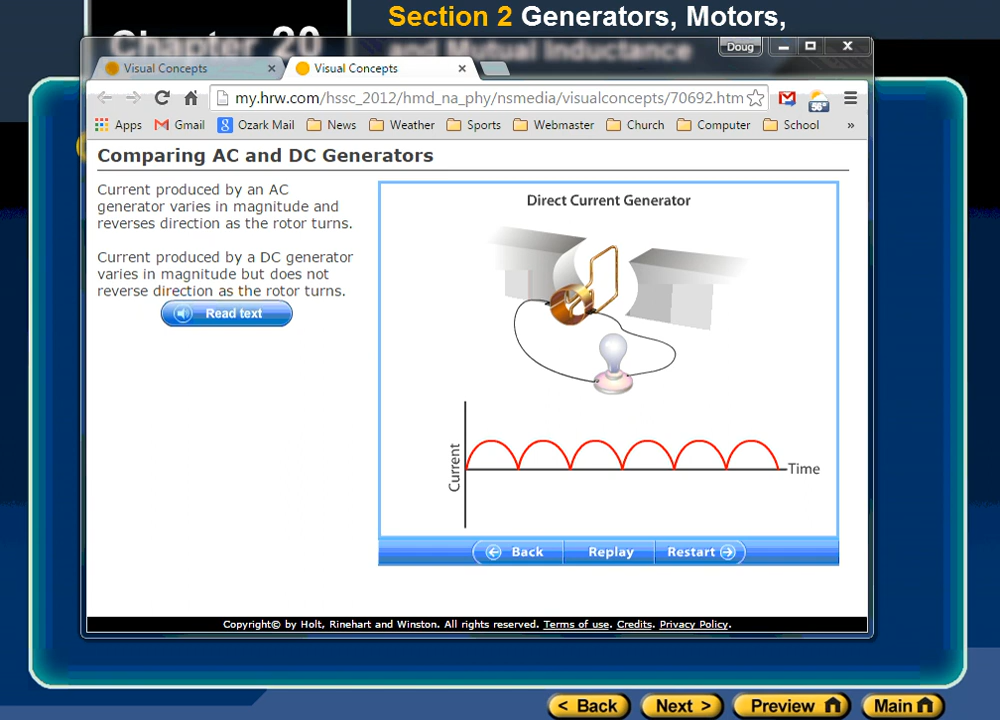 Section 2 Generators, Motors,
Chapter 20
and Mutual Inductance
Doug
Visual Concepts
Visual Concepts
my.hrw.com/hssc_2012/hmd_na_phy/nsmedia/visualconcepts/70692.htm
Apps Gmail Ozark Mail News Weather Sports Webmaster Church Computer School »
Comparing AC and DC Generators
Current produced by an AC
generator varies in magnitude and
reverses direction as the rotor turns.
Current produced by a DC generator
varies in magnitude but does not
reverse direction as the rotor turns.
Read text
Direct Current Generator
Current
Time
Back Replay Restart
Copyright© by Holt, Rinehart and Winston. All rights reserved. Terms of use. Credits. Privacy Policy.
< Back Next > Preview Main